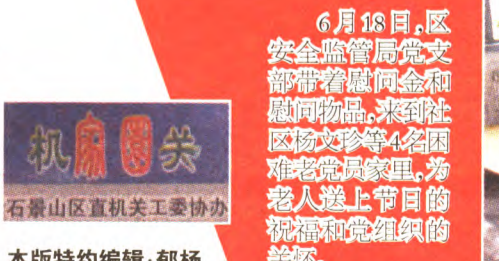 机关
石景山区直机关工委协办
本版特约编辑:郁杨
6月18日,区
安全监管局党支
部带着慰问金和
慰问物品,来到社
区杨文珍等4名困
难老党员家里,为
老人送上节日的
祝福和党组织的
关怀。